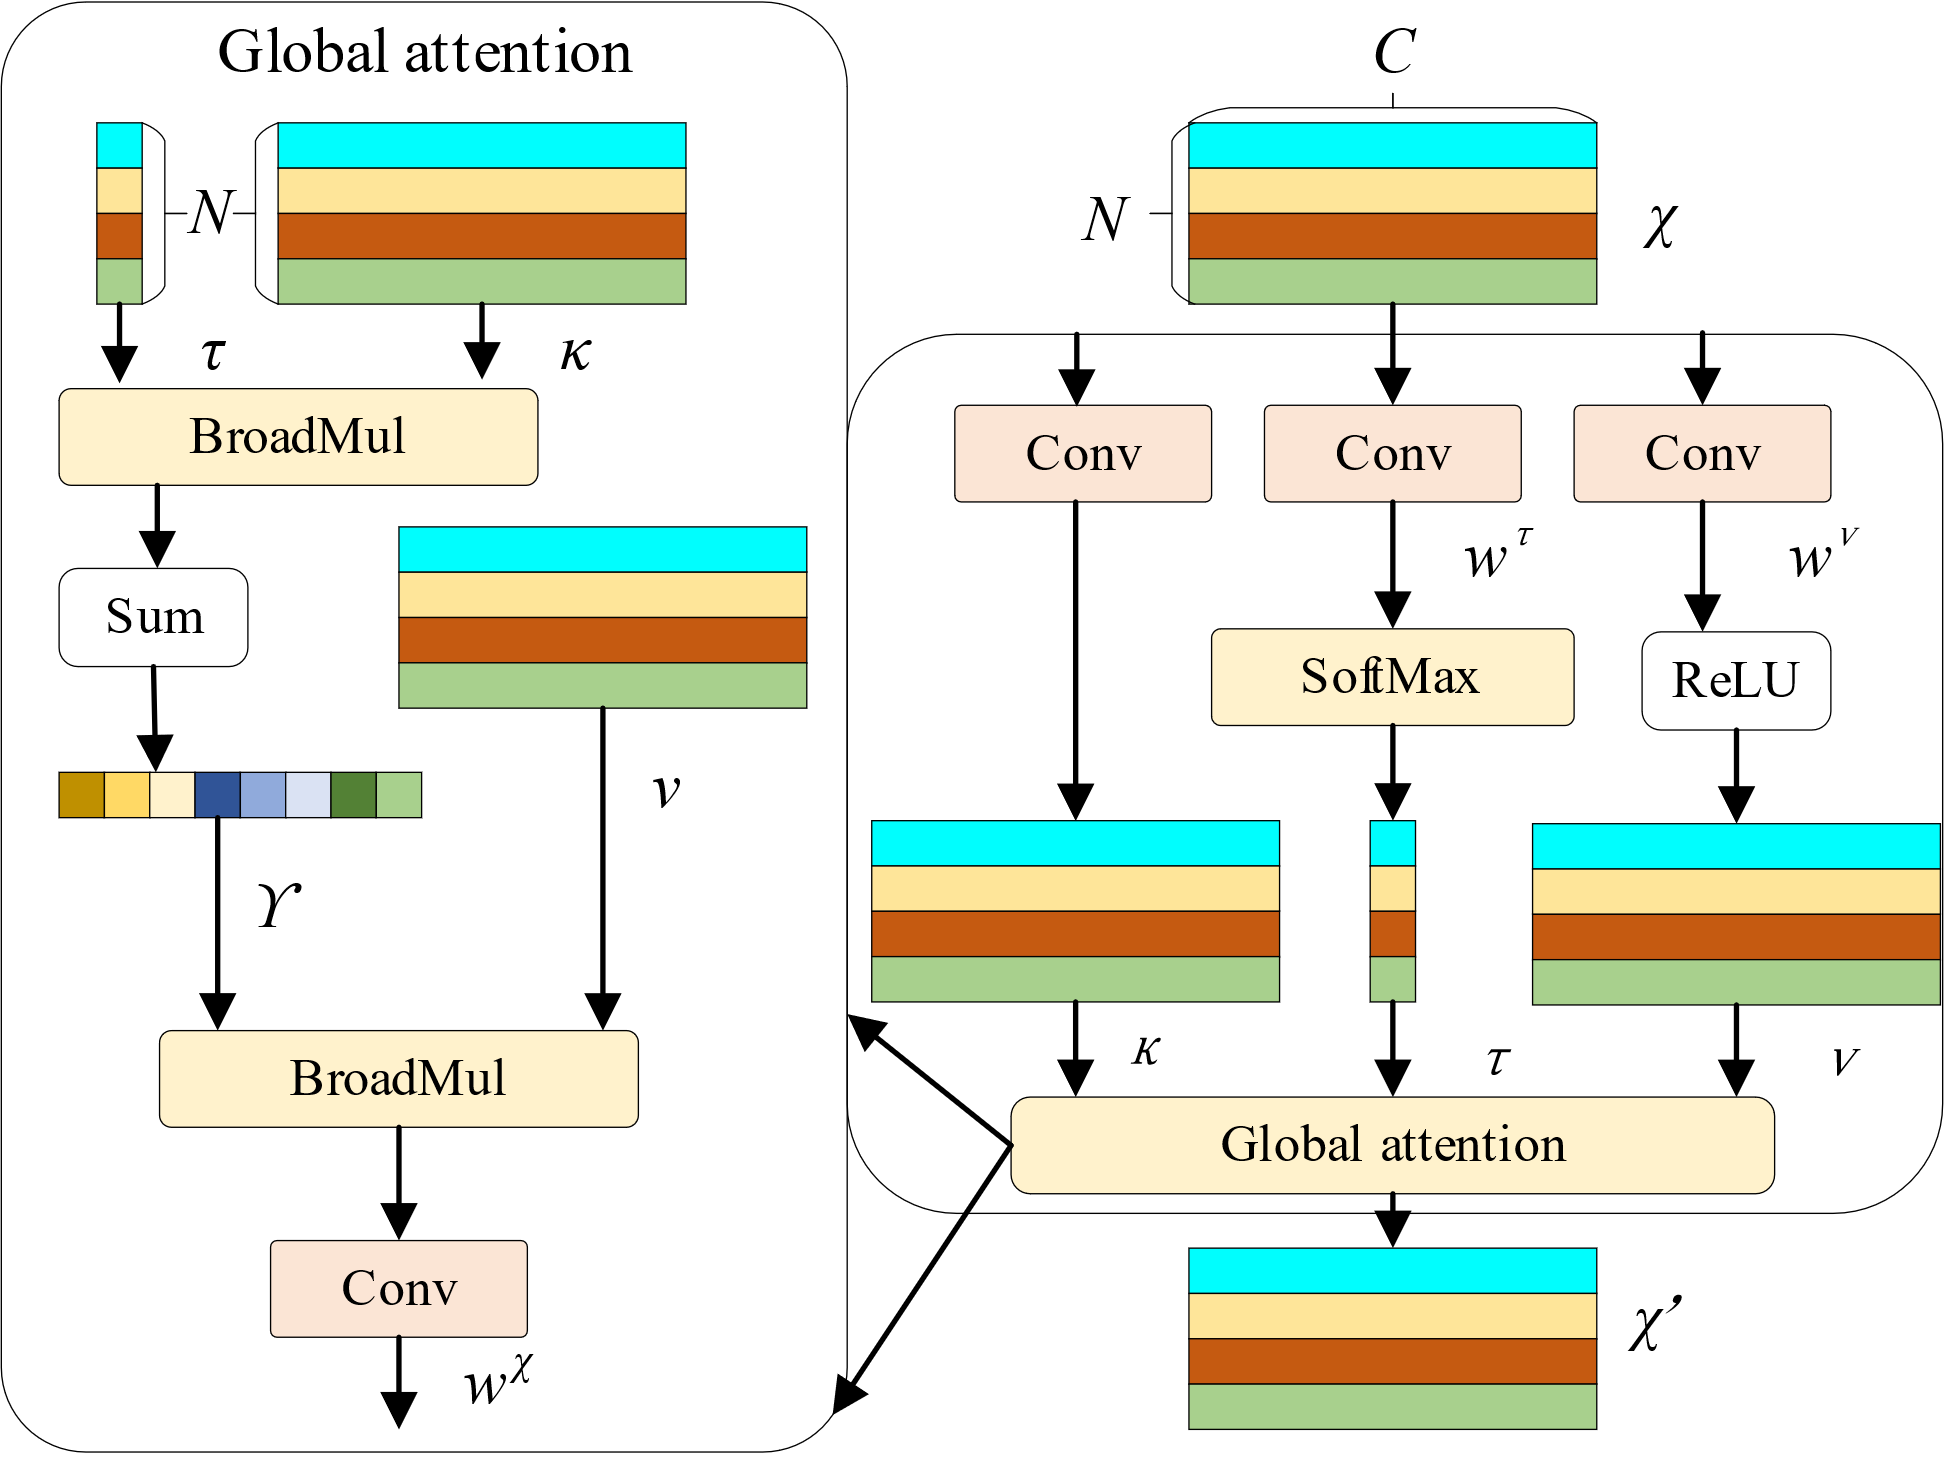 Global attention
N
τ
κ
BroadMul
Sum
ν
ϒ
BroadMul
Conv
w^χ
C
N
χ
Conv
Conv
Conv
w^τ
w^ν
SoftMax
ReLU
κ
τ
ν
Global attention
χ′